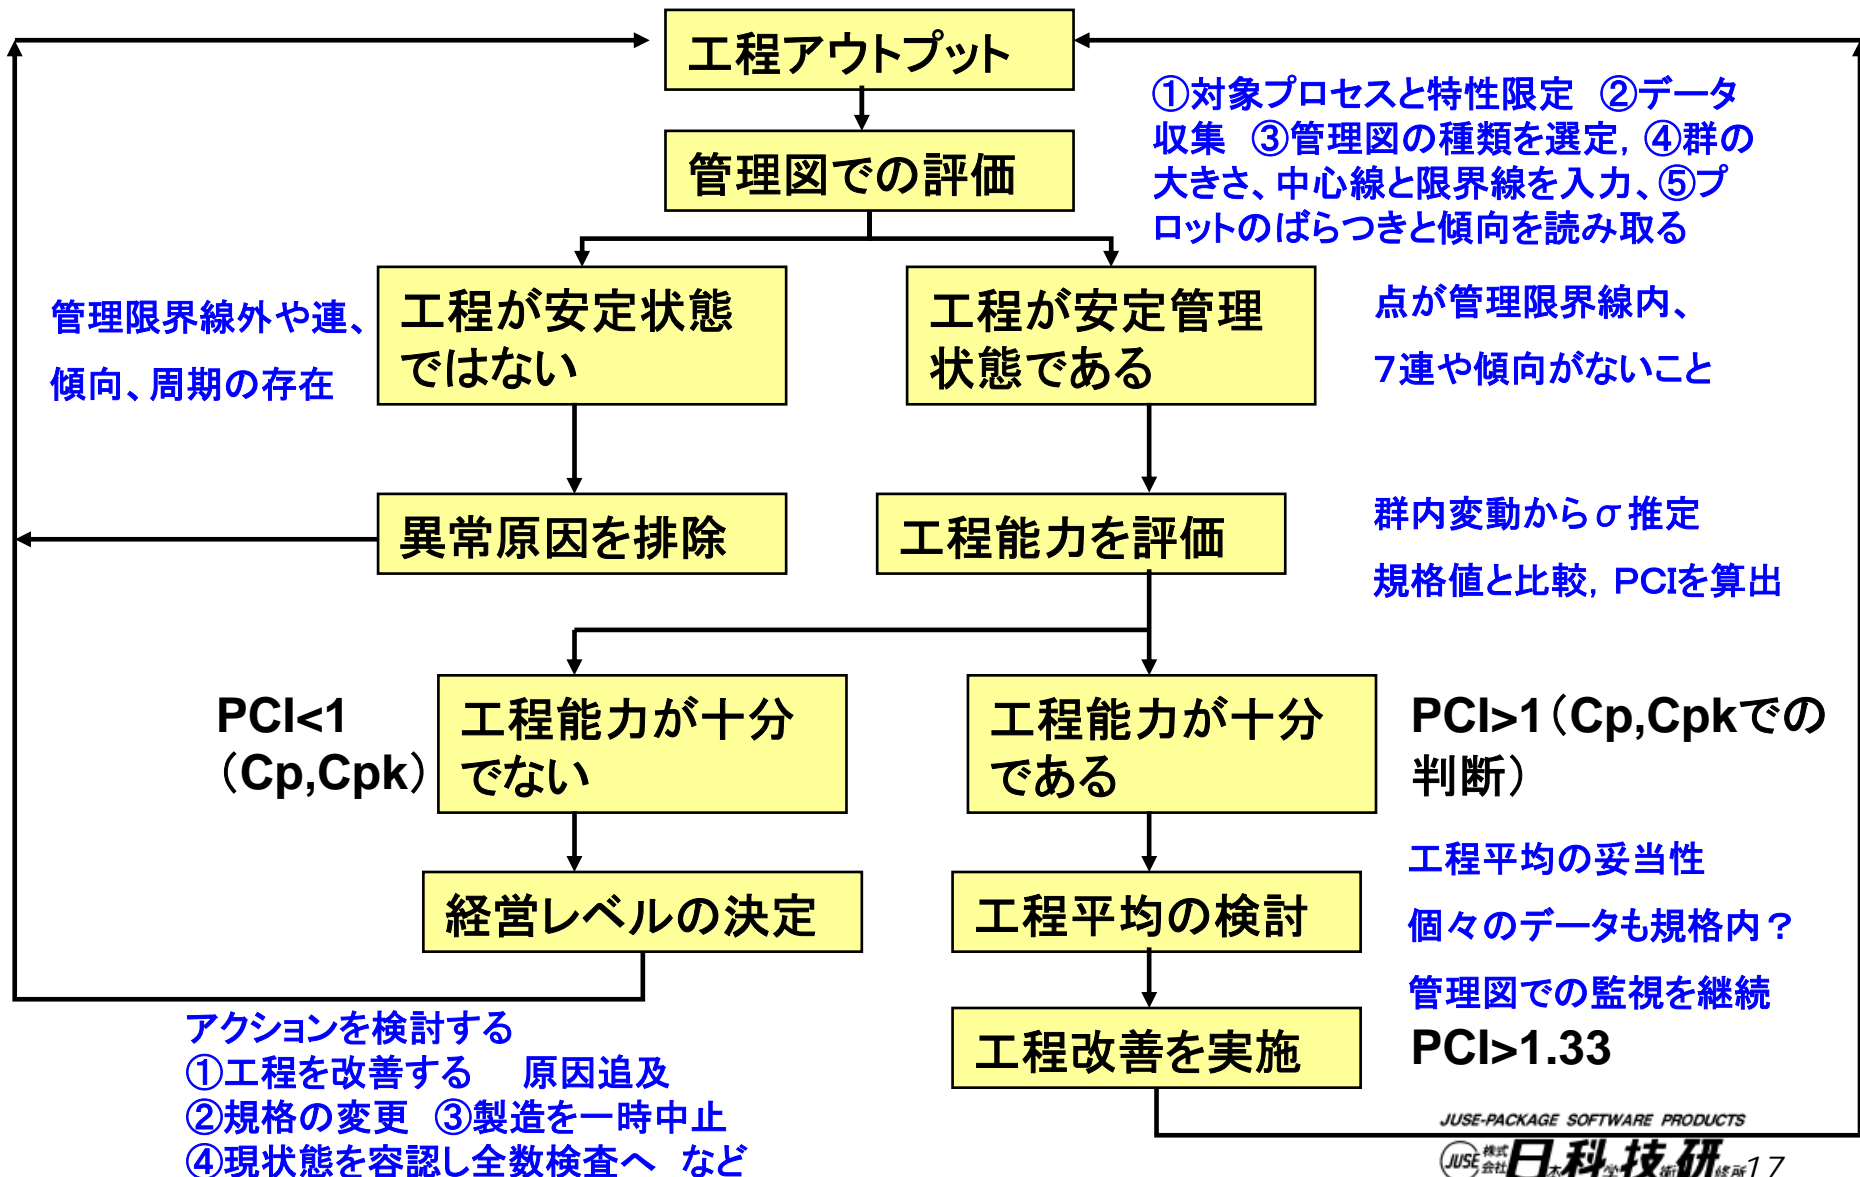 工程アウトプット
①対象プロセスと特性限定　②データ
収集　③管理図の種類を選定, ④群の
大きさ、中心線と限界線を入力、⑤プ
ロットのばらつきと傾向を読み取る
管理図での評価
管理限界線外や連、
傾向、周期の存在
工程が安定状態
ではない
工程が安定管理
状態である
点が管理限界線内、
7連や傾向がないこと
異常原因を排除
工程能力を評価
群内変動からσ推定
規格値と比較, PCIを算出
PCI<1
（Cp,Cpk）
工程能力が十分
でない
工程能力が十分
である
PCI>1（Cp,Cpkでの
判断）
経営レベルの決定
工程平均の検討
工程平均の妥当性
個々のデータも規格内？
管理図での監視を継続
工程改善を実施
PCI>1.33
アクションを検討する
①工程を改善する　原因追及
②規格の変更　③製造を一時中止
④現状態を容認し全数検査へ　など
JUSE-PACKAGE SOFTWARE PRODUCTS
JUSE 株式会社 日本科学技術研修所 17